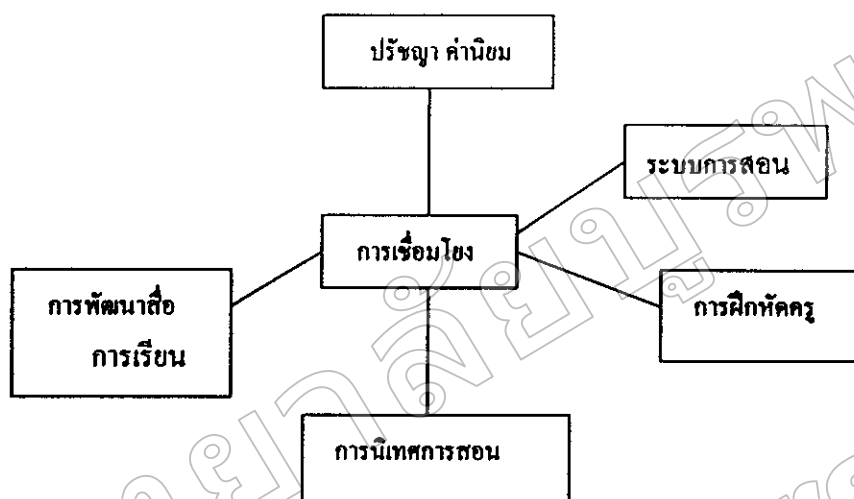 ปรัชญา ค่านิยม
ระบบการสอน
การเชื่อมโยง
การพัฒนาสื่อ
การเรียน
การฝึกหัดครู
การนิเทศการสอน